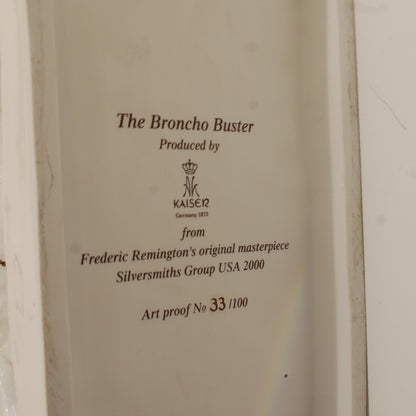 The Broncho Buster
Produced by
AK
KAISER
Germany 1872
from
Frederic Remington's original masterpiece
Silversmiths Group USA 2000
Art proof No 33 /100